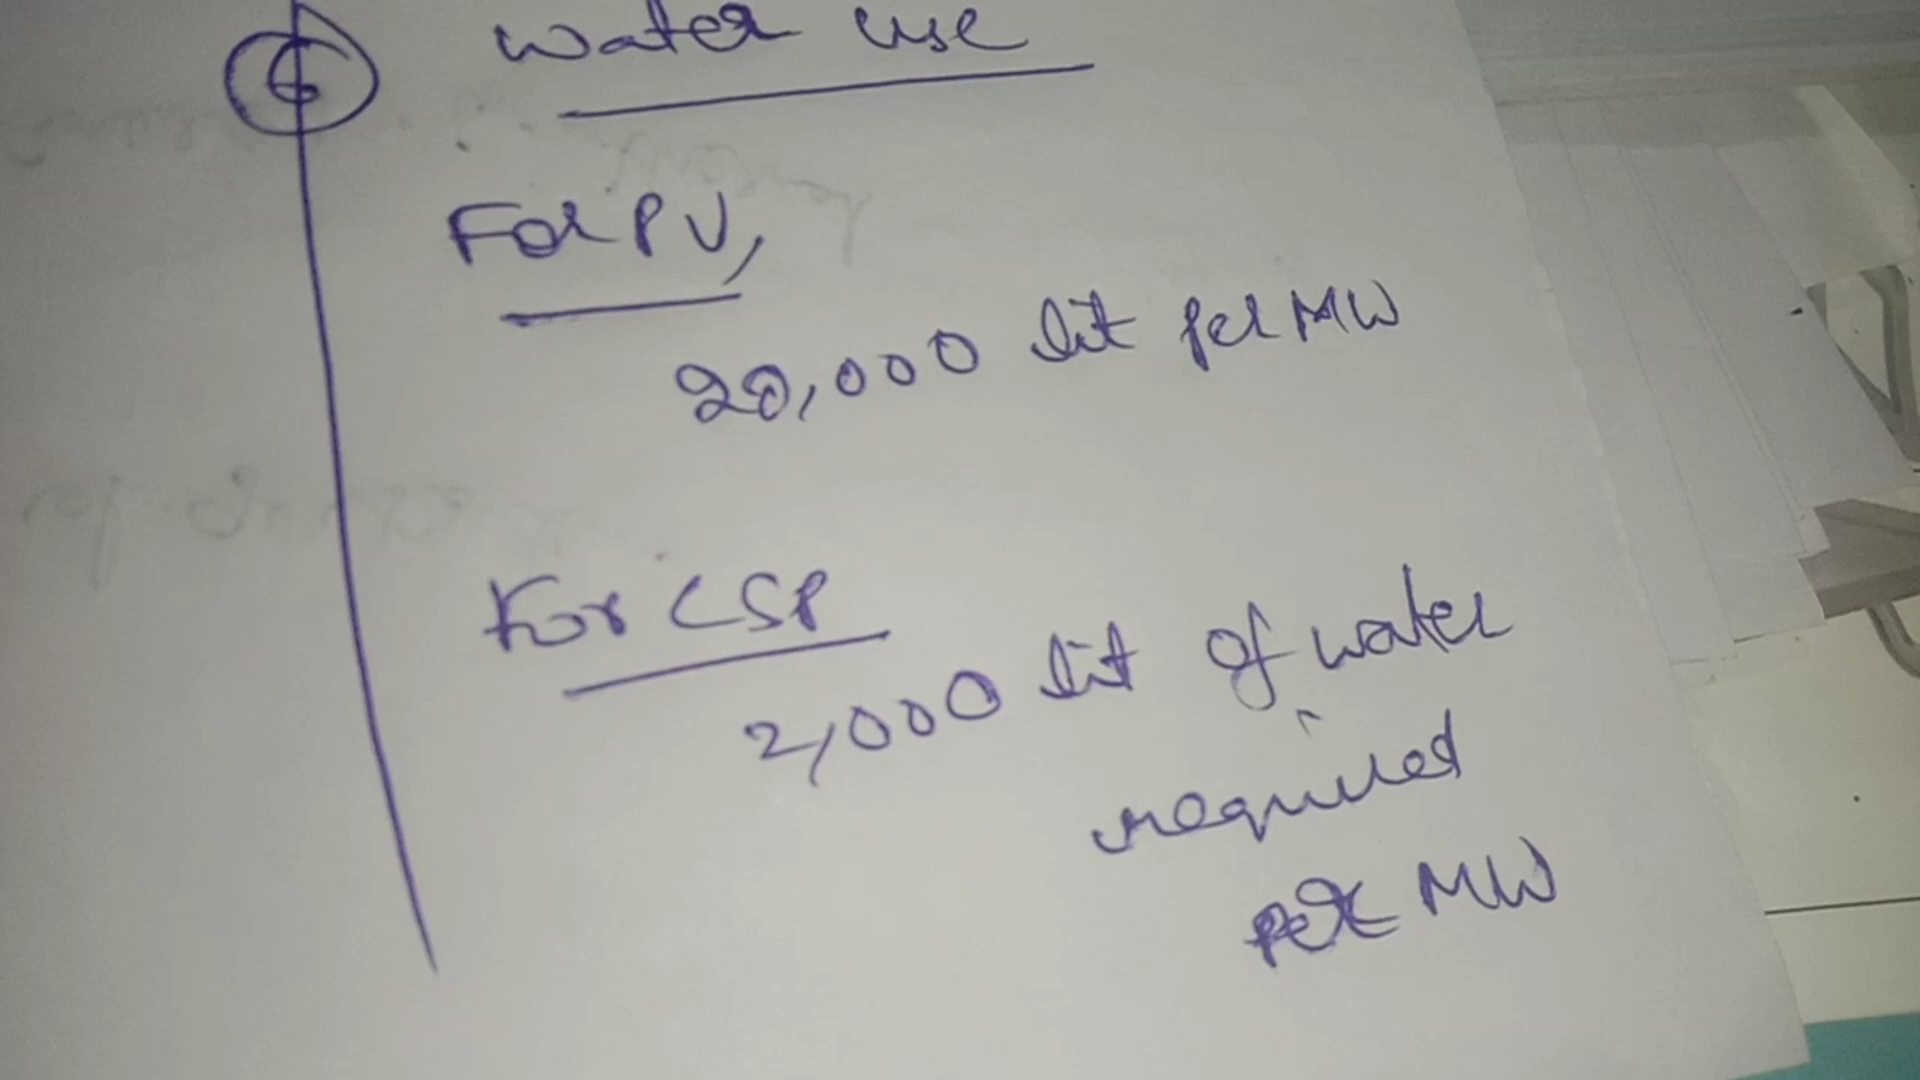 6 Water use
For PV,
20,000 lit per MW
For CSP
2,000 lit of water
required
per MW